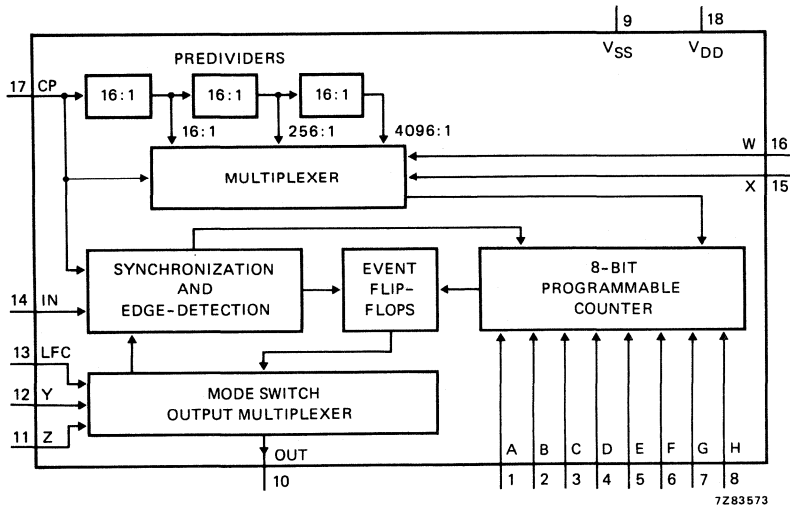 9 18
VSS VDD
PREDIVIDERS
17 CP
16:1 16:1 16:1
16:1 256:1 4096:1
W 16
MULTIPLEXER
X 15
SYNCHRONIZATION
AND
EDGE-DETECTION
EVENT
FLIP-
FLOPS
8-BIT
PROGRAMMABLE
COUNTER
14 IN
13 LFC
12 Y
11 Z
MODE SWITCH
OUTPUT MULTIPLEXER
OUT
10
A B C D E F G H
1 2 3 4 5 6 7 8
7Z83573